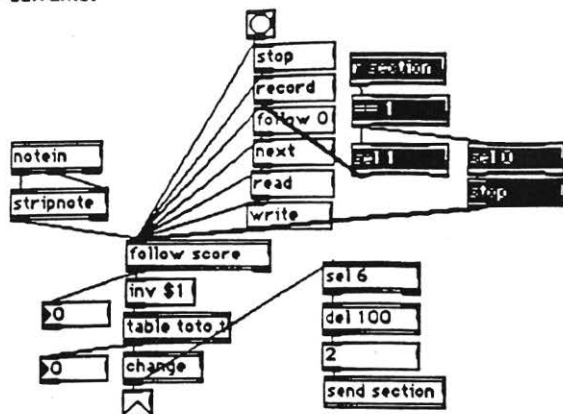 stop
record
r section
follow 0
== 1
notein
next
sel 1
sel 0
stripnote
read
stop
write
follow score
sel 6
inv $1
0
del 100
table toto.t
0
change
2
send section